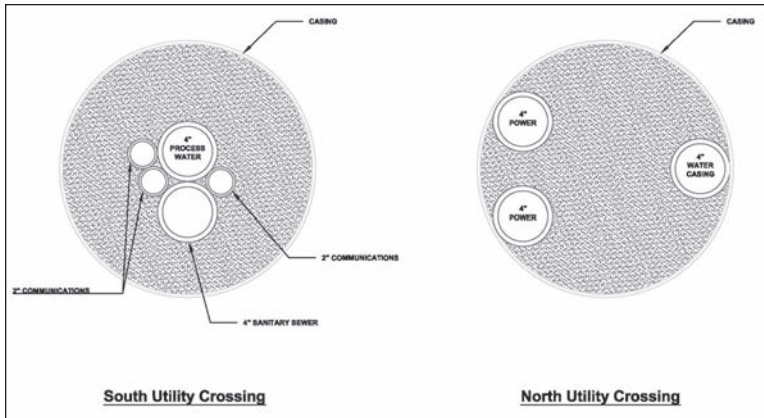 CASING
4"
PROCESS
WATER
2" COMMUNICATIONS
2" COMMUNICATIONS
4" SANITARY SEWER
South Utility Crossing
CASING
4"
POWER
4"
WATER
CASING
4"
POWER
North Utility Crossing